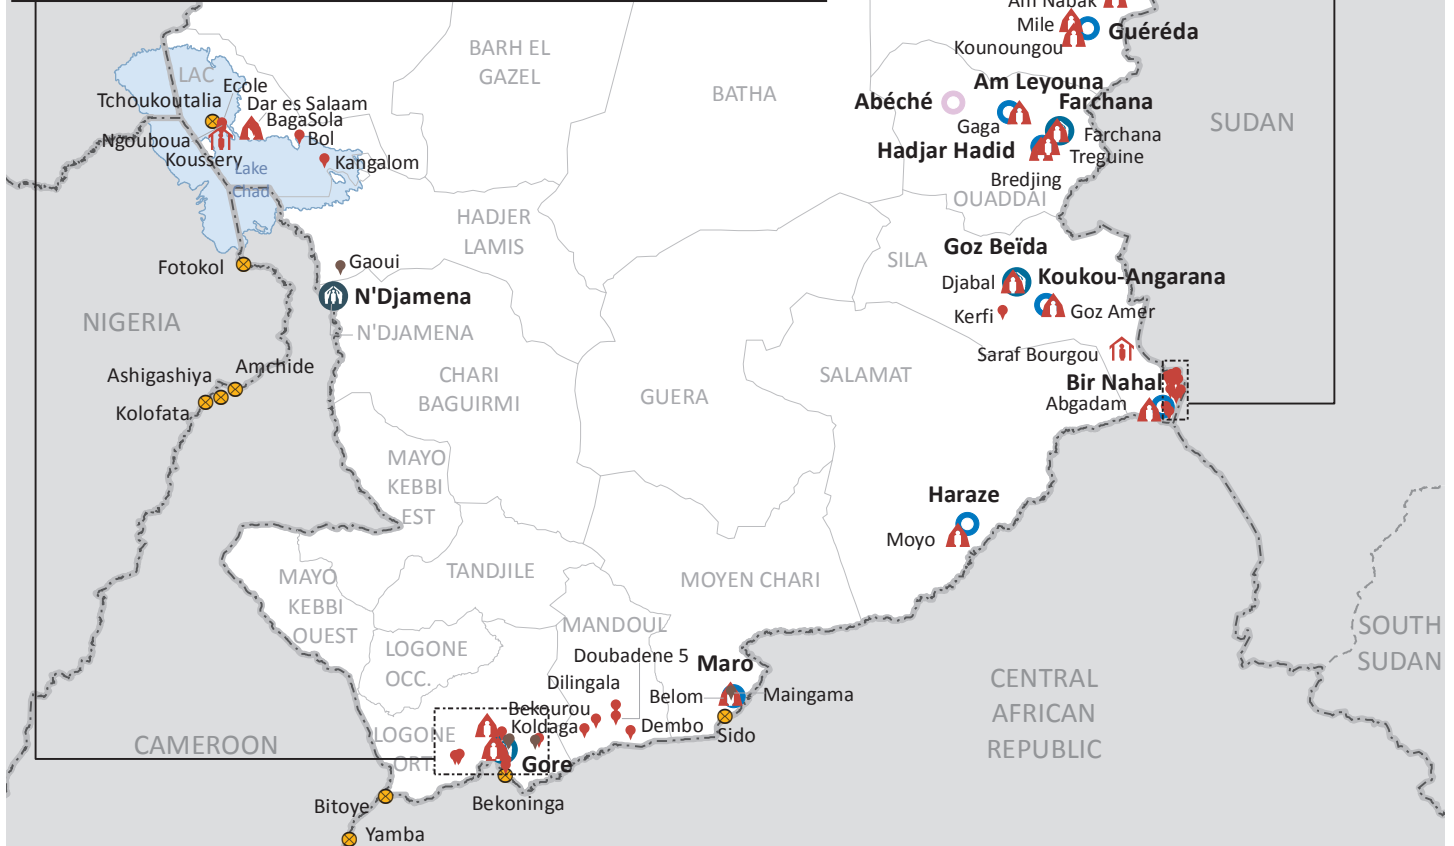 Am Nabak
Mile
Guéréda
Kounoungou
BARH EL
GAZEL
LAC
Ecole
Am Leyouna
BATHA
Tchoukoutalia
Dar es Salaam
Abéché
Farchana
BagaSola
Gaga
SUDAN
Ngouboua
Bol
Farchana
Koussery
Hadjar Hadid
Treguine
Kangalom
Lake
Chad
Bredjing
OUADDAI
HADJER
LAMIS
Goz Beïda
SILA
Gaoui
Fotokol
Koukou-Angarana
Djabal
N'Djamena
Goz Amer
Kerfi
NIGERIA
N'DJAMENA
Saraf Bourgou
Amchide
Ashigashiya
CHARI
BAGUIRMI
SALAMAT
Bir Nahal
GUERA
Abgadam
Kolofata
MAYO
KEBBI
EST
Haraze
Moyo
TANDJILE
MAYO
KEBBI
OUEST
MOYEN CHARI
MANDOUL
SOUTH
SUDAN
LOGONE
OCC.
Doubadene 5
Maro
Dilingala
Belom
Maingama
CENTRAL
AFRICAN
REPUBLIC
Bekourou
Koldaga
Dembo
Sido
LOGONE
ORT.
CAMEROON
Gore
Bekoninga
Bitoye
Yamba